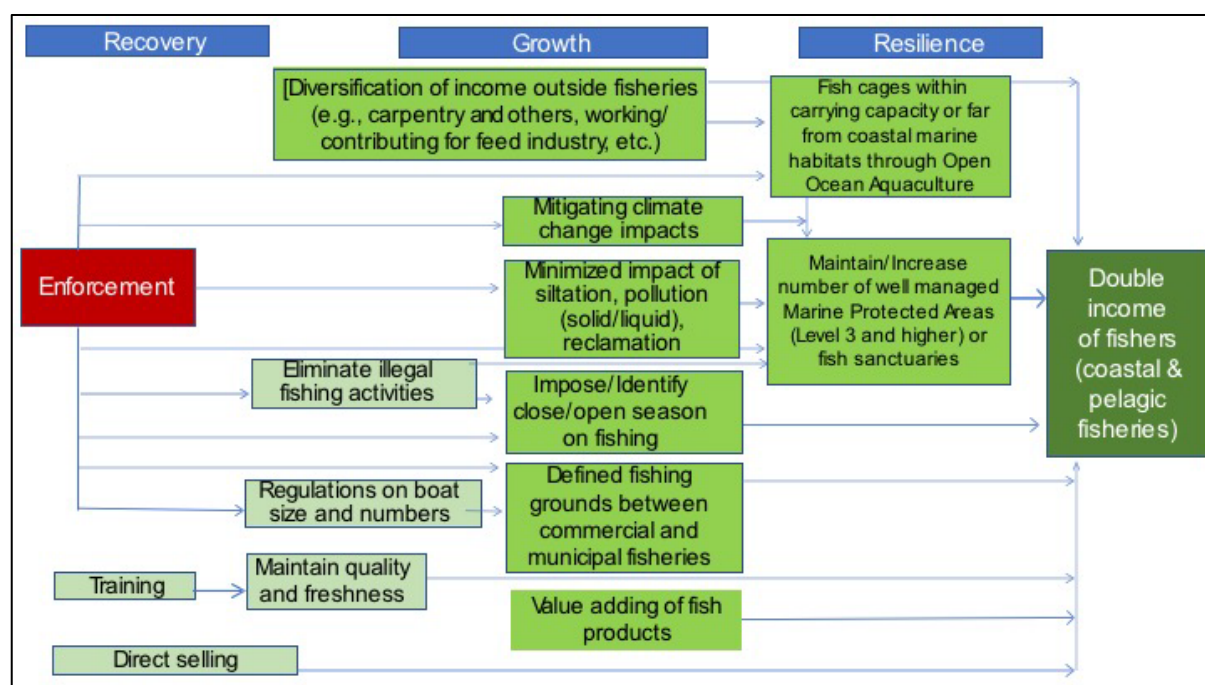 Recovery
Growth
Resilience
[Diversification of income outside fisheries
(e.g., carpentry and others, working/
contributing for feed industry, etc.)
Fish cages within
carrying capacity or far
from coastal marine
habitats through Open
Ocean Aquaculture
Mitigating climate
change impacts
Enforcement
Minimized impact of
siltation, pollution
(solid/liquid),
reclamation
Maintain/Increase
number of well managed
Marine Protected Areas
(Level 3 and higher) or
fish sanctuaries
Double
income
of fishers
(coastal &
pelagic
fisheries)
Eliminate illegal
fishing activities
Impose/Identify
close/open season
on fishing
Regulations on boat
size and numbers
Defined fishing
grounds between
commercial and
municipal fisheries
Training
Maintain quality
and freshness
Value adding of fish
products
Direct selling